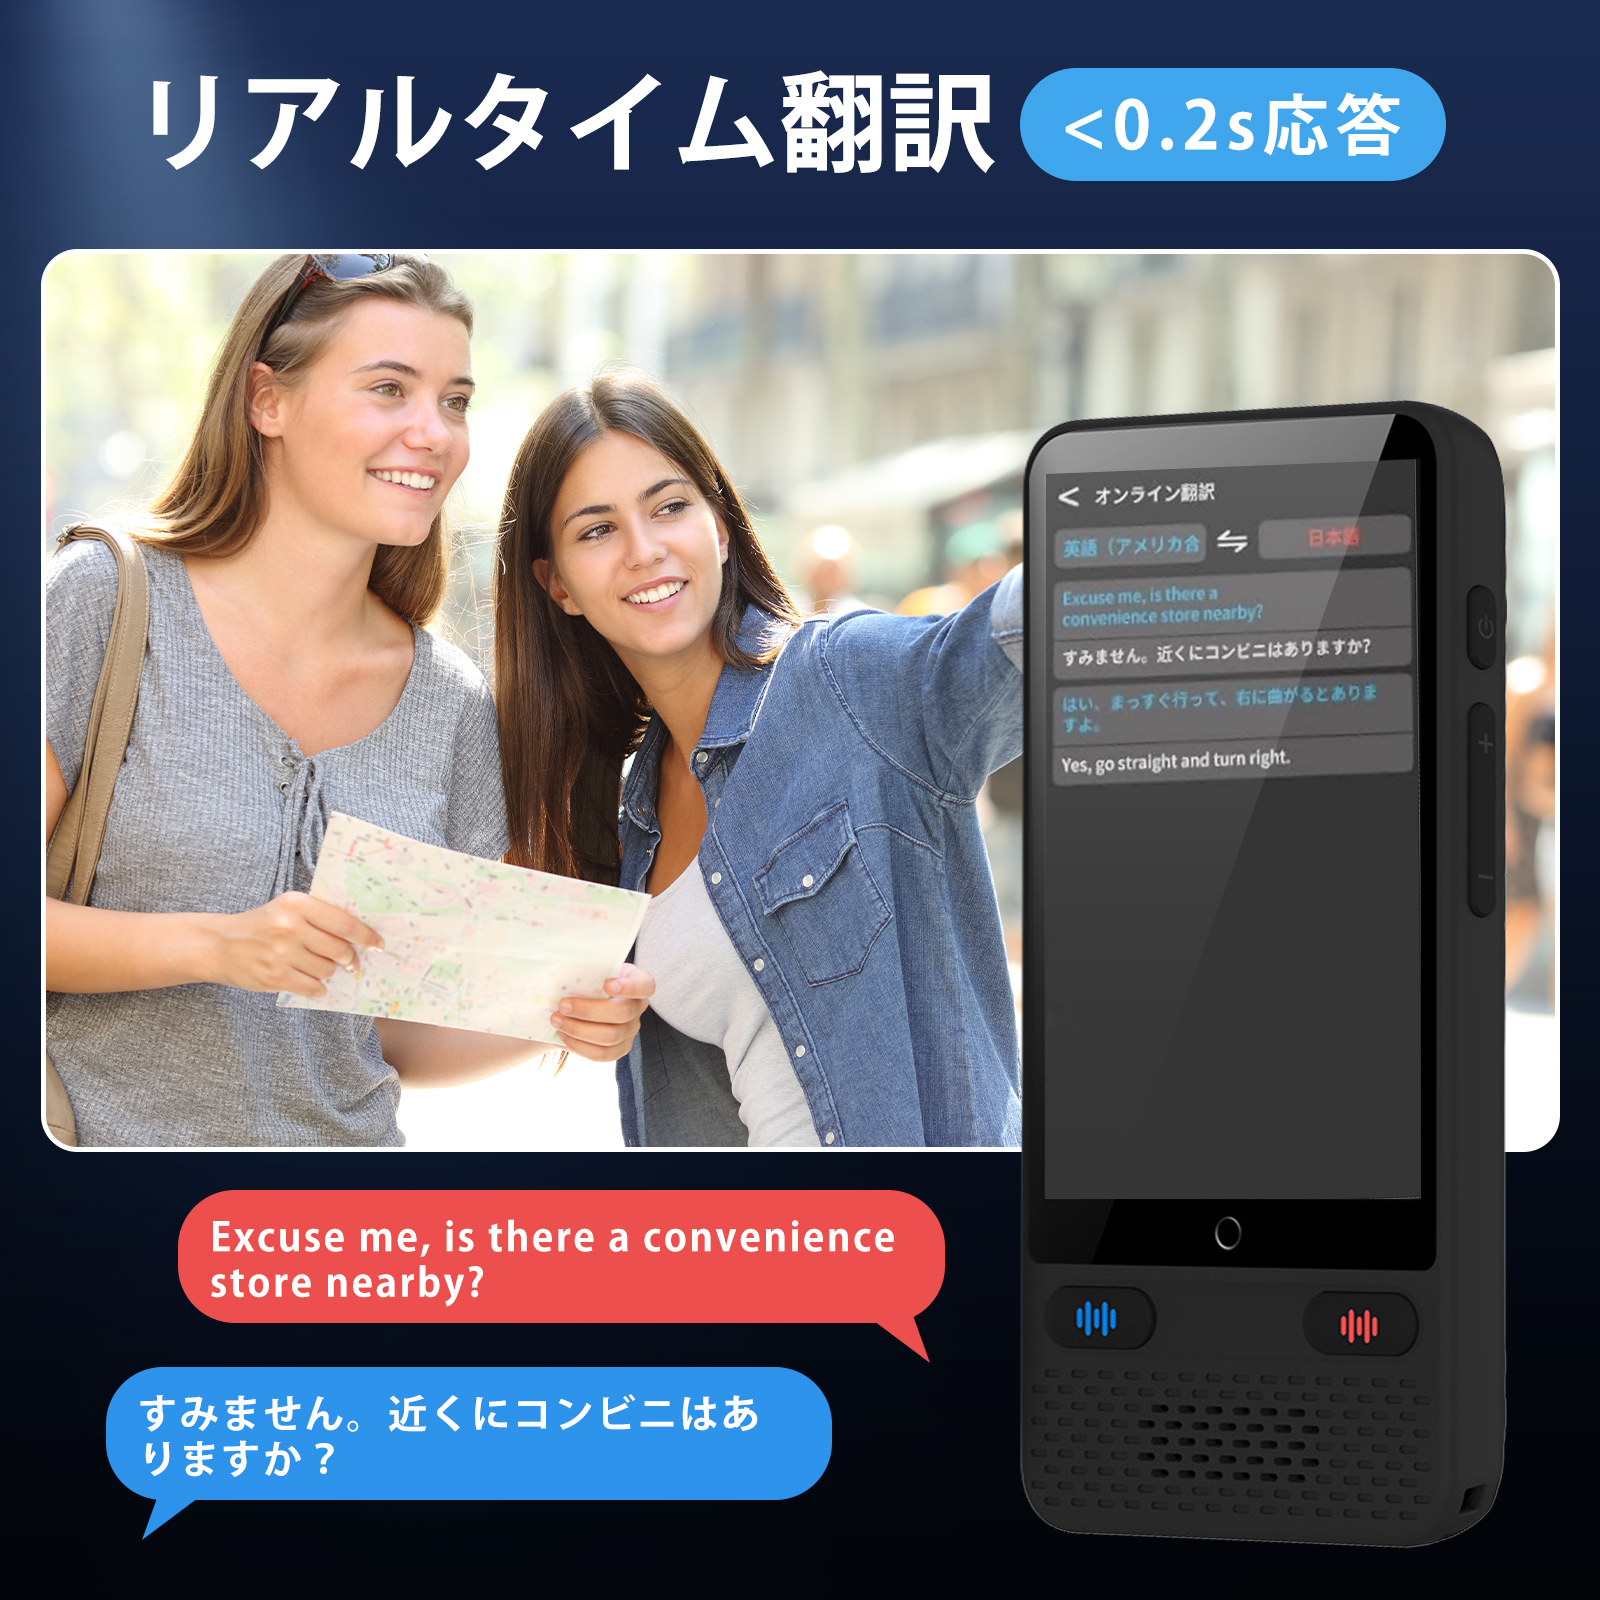 リアルタイム翻訳
<0.2s応答
< オンライン翻訳
英語（アメリカ合
日本語
Excuse me, is there a
convenience store nearby?
すみません。近くにコンビニはありますか?
はい、まっすぐ行って、右に曲がるとありま
すよ。
Yes, go straight and turn right.
Excuse me, is there a convenience
store nearby?
すみません。近くにコンビニはあ
りますか？